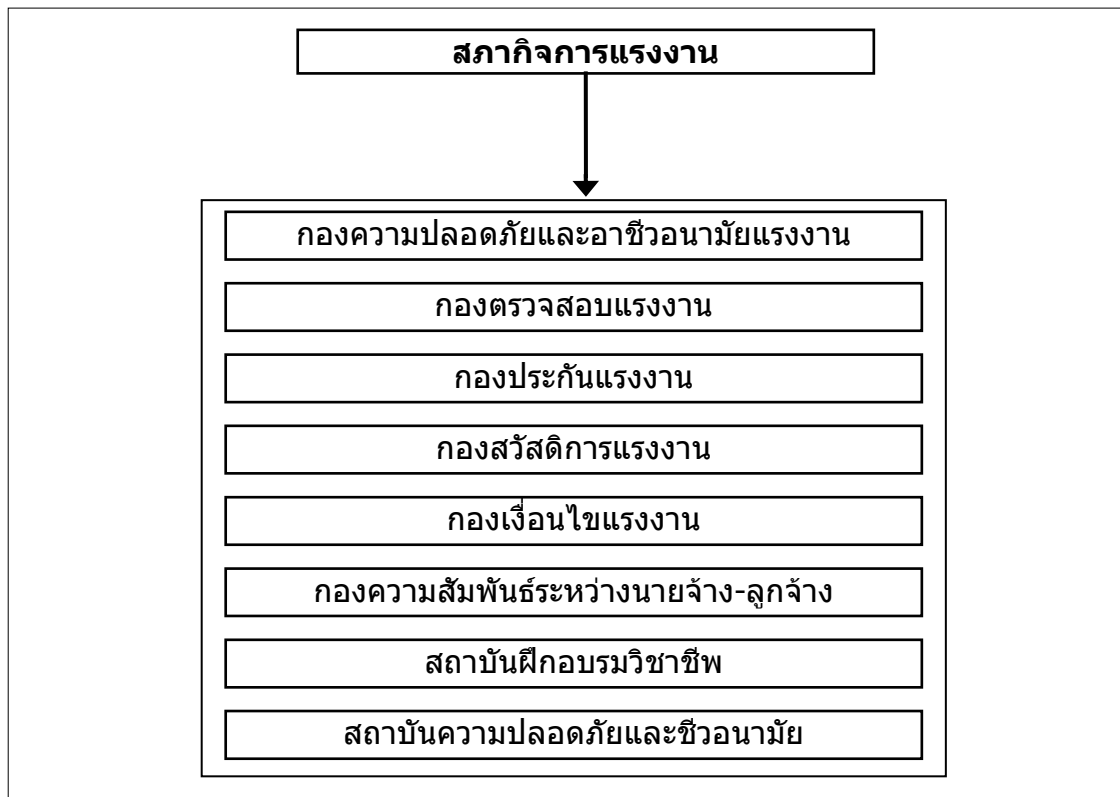 สภากิจการแรงงาน
กองความปลอดภัยและอาชีวอนามัยแรงงาน
กองตรวจสอบแรงงาน
กองประกันแรงงาน
กองสวัสดิการแรงงาน
กองเงื่อนไขแรงงาน
กองความสัมพันธ์ระหว่างนายจ้าง-ลูกจ้าง
สถาบันฝึกอบรมวิชาชีพ
สถาบันความปลอดภัยและชีวอนามัย